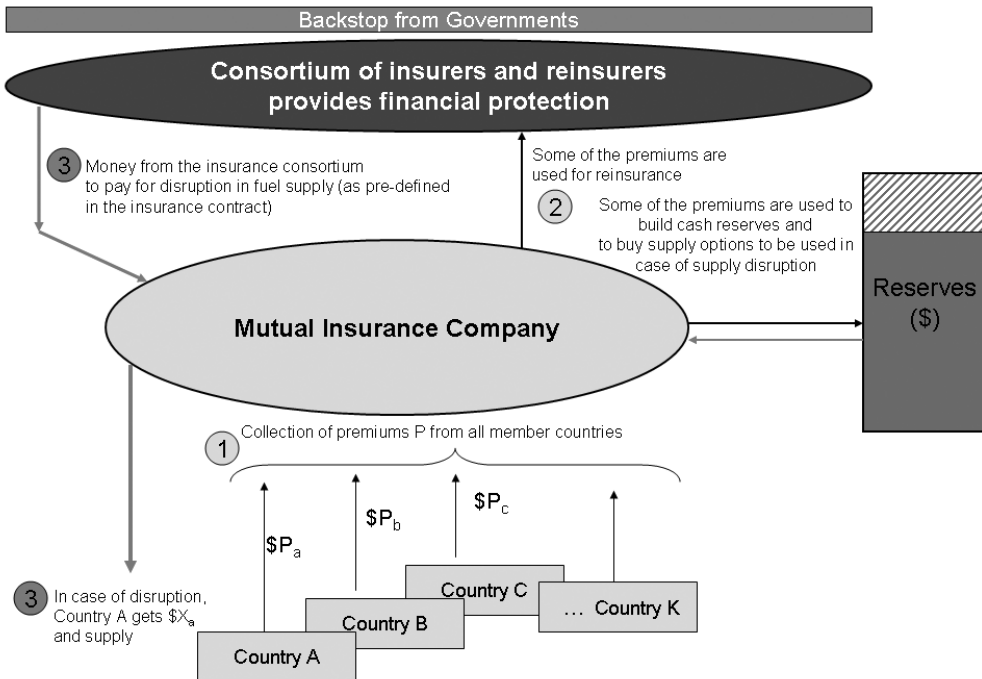 Backstop from Governments
Consortium of insurers and reinsurers
provides financial protection
3
Money from the insurance consortium
to pay for disruption in fuel supply (as pre-defined
in the insurance contract)
Some of the premiums are
used for reinsurance
2
Some of the premiums are used to
build cash reserves and
to buy supply options to be used in
case of supply disruption
Reserves
($)
Mutual Insurance Company
1
Collection of premiums P from all member countries
$Pa
$Pb
$Pc
3
In case of disruption,
Country A gets $Xa
and supply
Country A
Country B
Country C
... Country K